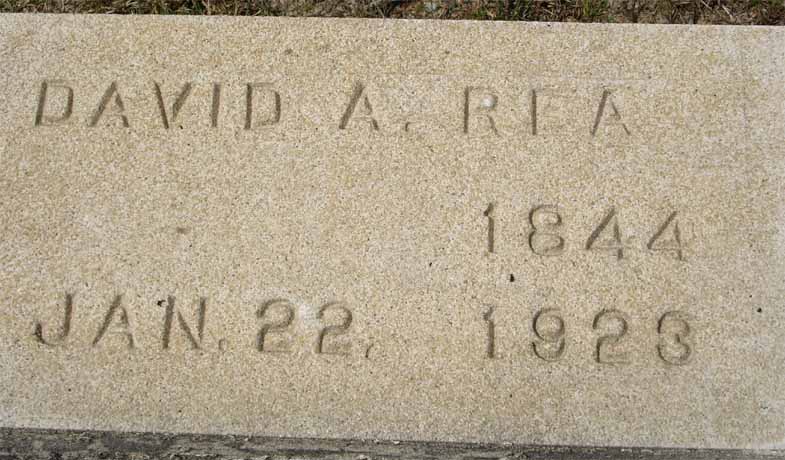 DAVID A. REA
1844
JAN. 22, 1923